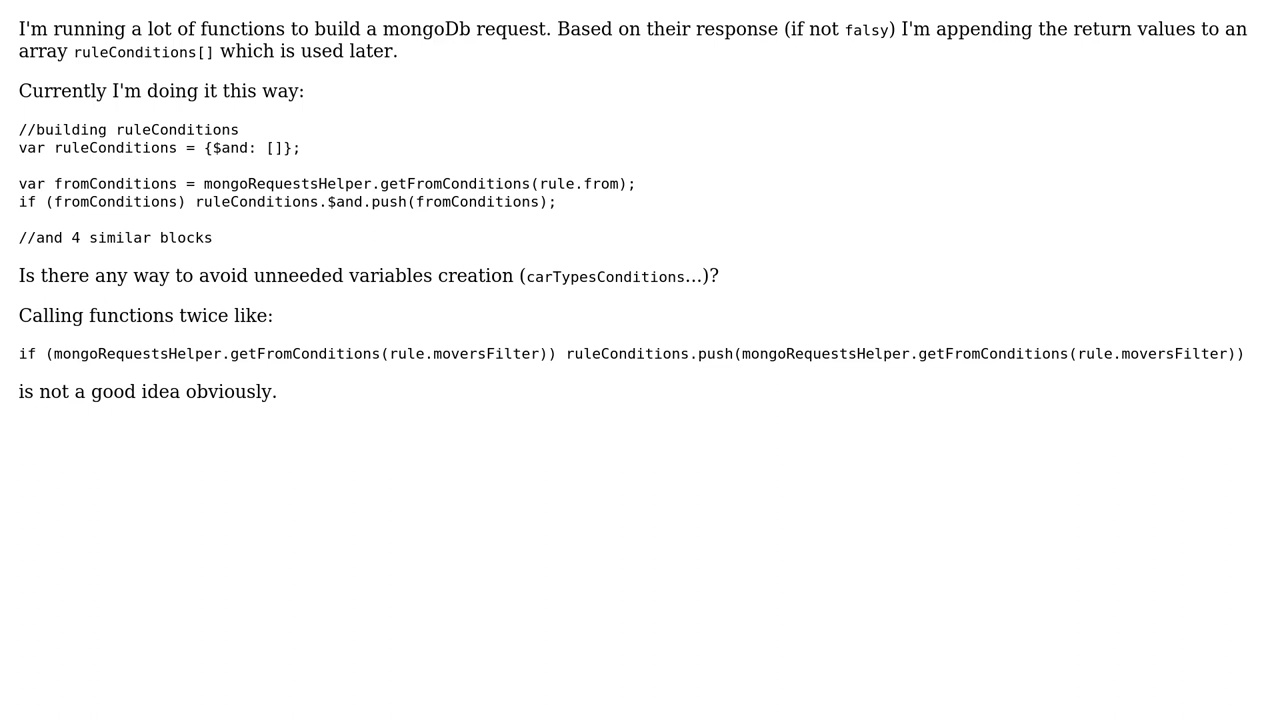 I'm running a lot of functions to build a mongoDb request. Based on their response (if not falsy) I'm appending the return values to an
array ruleConditions[] which is used later.
Currently I'm doing it this way:
//building ruleConditions
var ruleConditions = {$and: []};
var fromConditions = mongoRequestsHelper.getFromConditions(rule.from);
if (fromConditions) ruleConditions.$and.push(fromConditions);
//and 4 similar blocks
Is there any way to avoid unneeded variables creation (carTypesConditions...)?
Calling functions twice like:
if (mongoRequestsHelper.getFromConditions(rule.moversFilter)) ruleConditions.push(mongoRequestsHelper.getFromConditions(rule.moversFilter))
is not a good idea obviously.